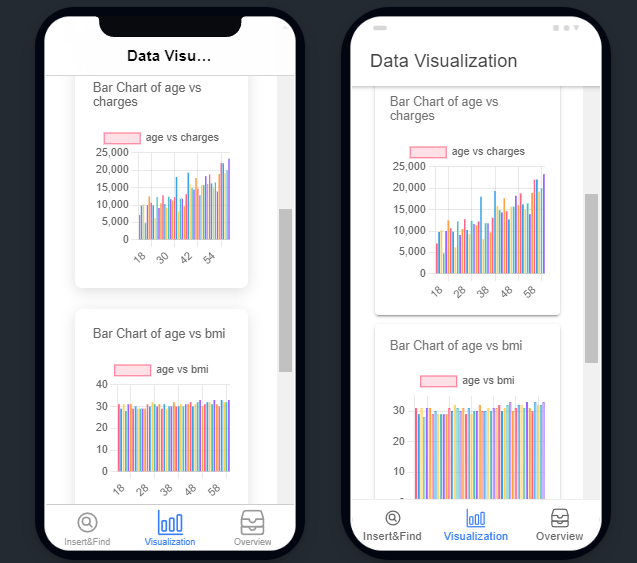 Data Visu...
Bar Chart of age vs
charges
age vs charges
25,000
20,000
15,000
10,000
5,000
0
18
30
42
54
Bar Chart of age vs bmi
age vs bmi
40
30
20
10
0
18
28
38
48
58
Insert&Find
Visualization
Overview
Data Visualization
Bar Chart of age vs
charges
age vs charges
25,000
20,000
15,000
10,000
5,000
0
18
28
38
48
58
Bar Chart of age vs bmi
age vs bmi
30
20
10
Insert&Find
Visualization
Overview